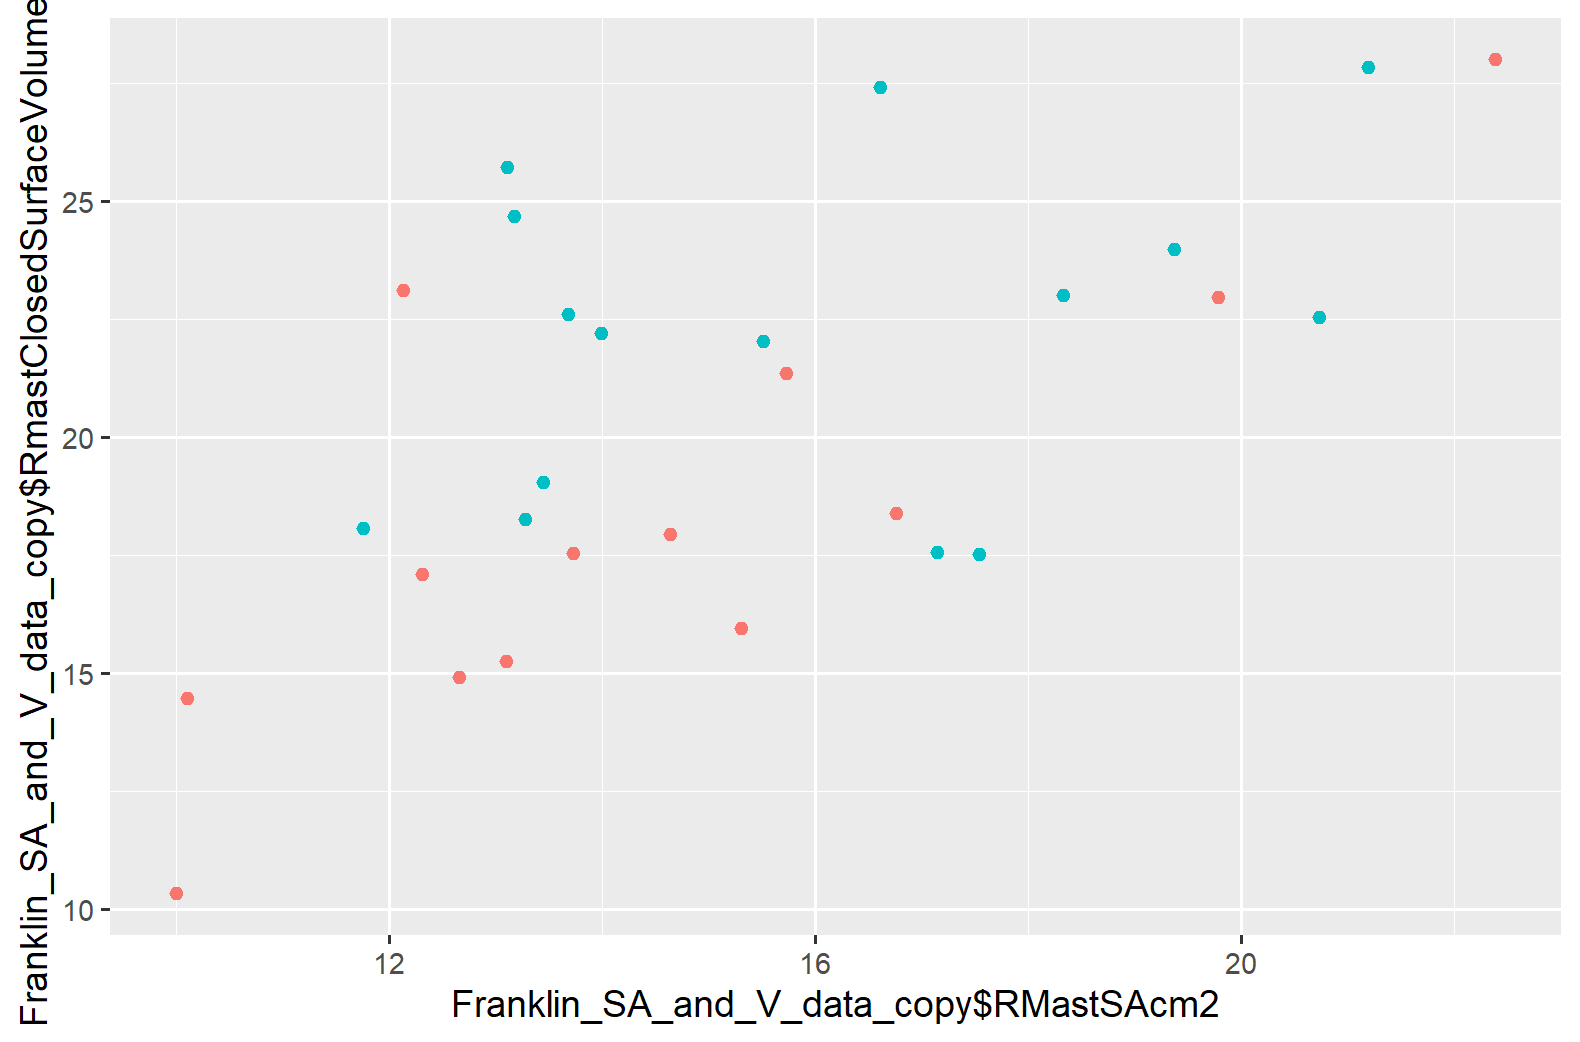 Franklin_SA_and_V_data_copy$RmastClosedSurfaceVolume
25
20
15
10
12 16 20
Franklin_SA_and_V_data_copy$RMastSAcm2